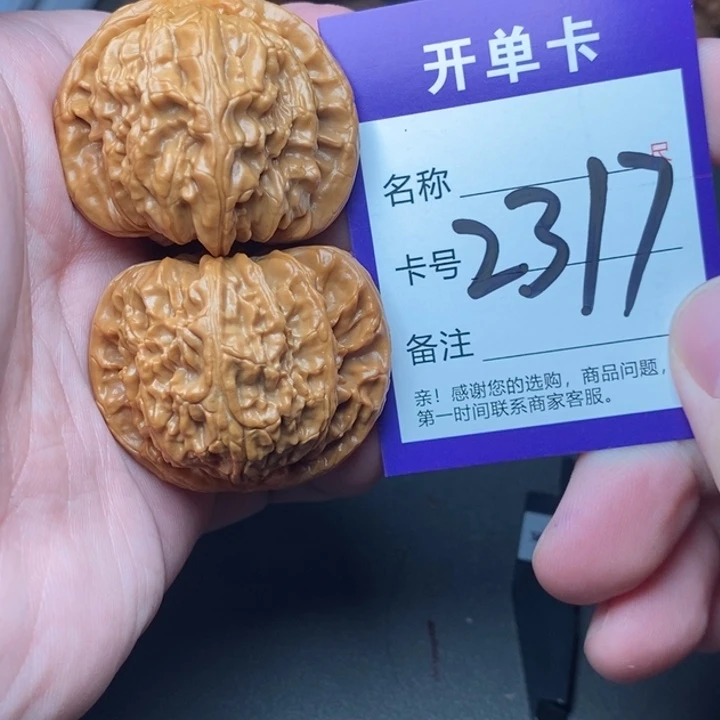 开单卡
名称
卡号 2317
备注
亲！感谢您的选购，商品问题，
第一时间联系商家客服。